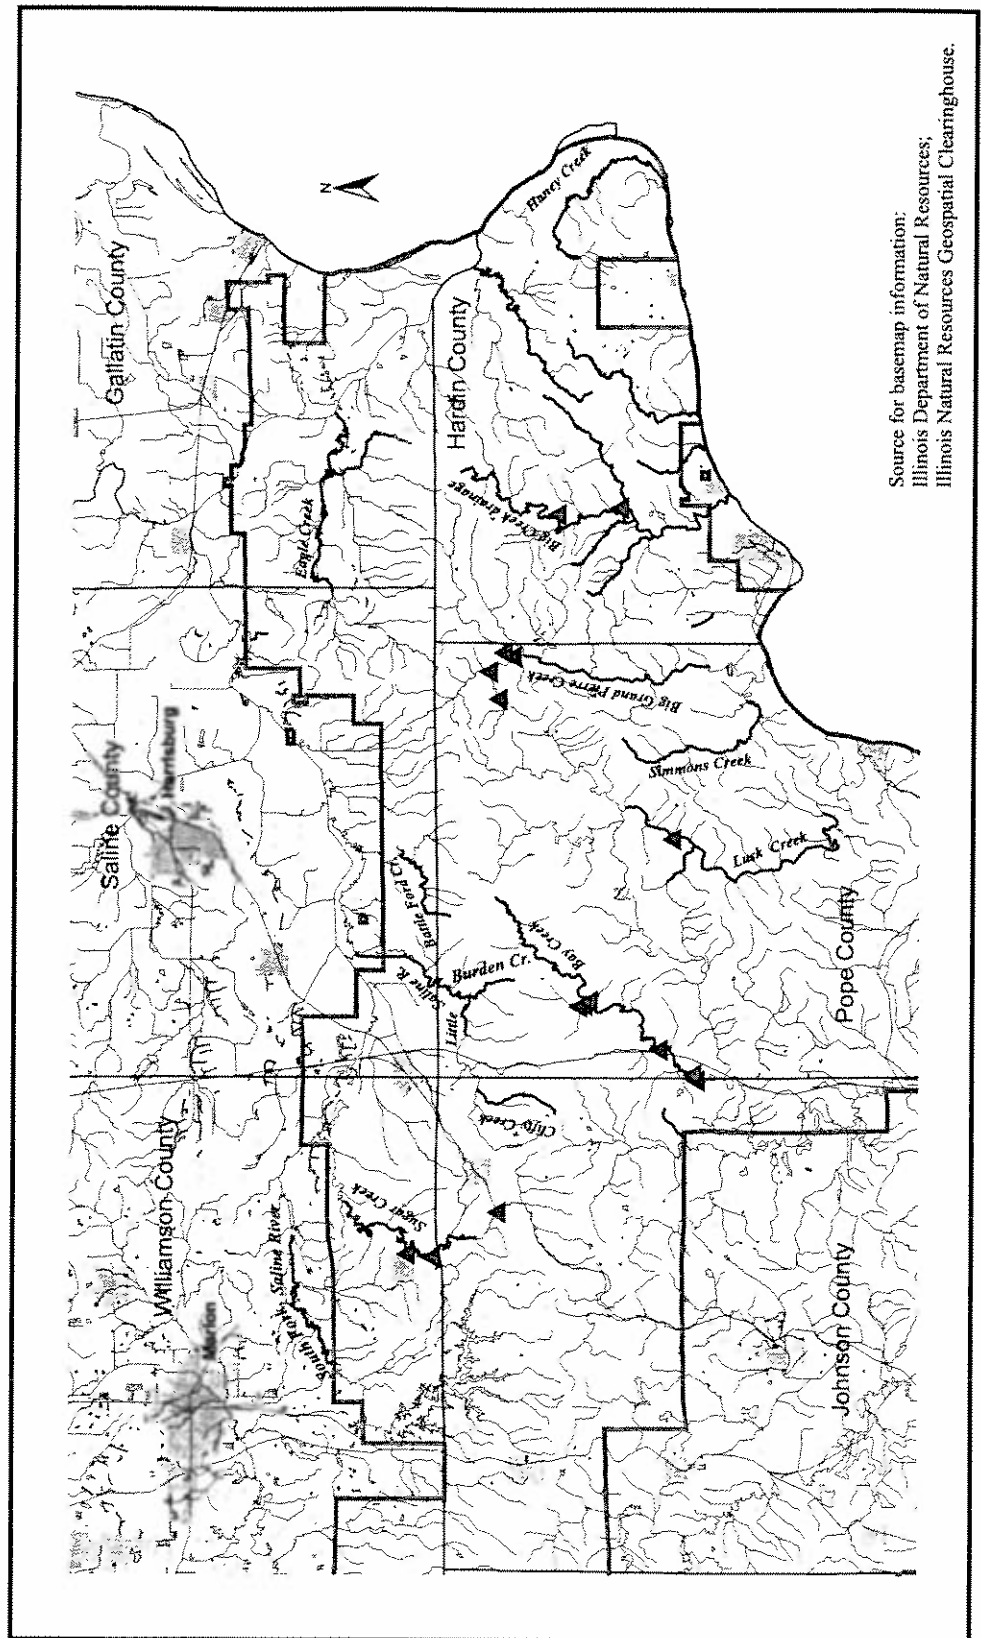 Williamson County
Saline County
Gallatin County
Marion
Harrisburg
N
South Fork Saline River
Sugar Creek
Eagle Creek
Battle Ford Cr.
Little Saline R.
Burden Cr.
Hardin County
Clifty Creek
Bay Creek
Big Creek drainage
Haney Creek
Big Grand Pierre Creek
Simmons Creek
Lusk Creek
Johnson County
Pope County
Source for basemap information:
Illinois Department of Natural Resources;
Illinois Natural Resources Geospatial Clearinghouse.